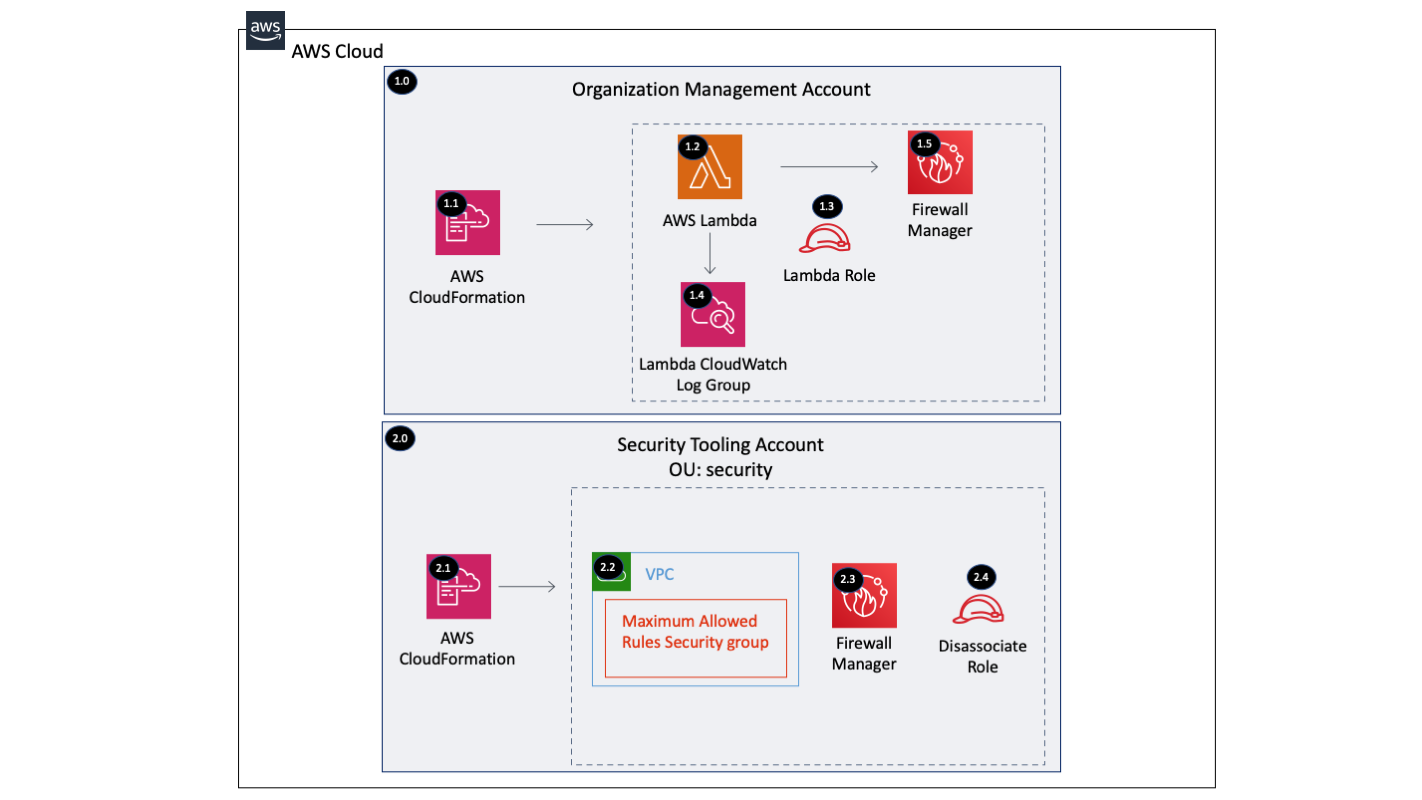 aws
AWS Cloud
1.0
Organization Management Account
1.1
AWS
CloudFormation
1.2
AWS Lambda
1.3
Lambda Role
1.4
Lambda CloudWatch
Log Group
1.5
Firewall
Manager
2.0
Security Tooling Account
OU: security
2.1
AWS
CloudFormation
2.2
VPC
Maximum Allowed
Rules Security group
2.3
Firewall
Manager
2.4
Disassociate
Role